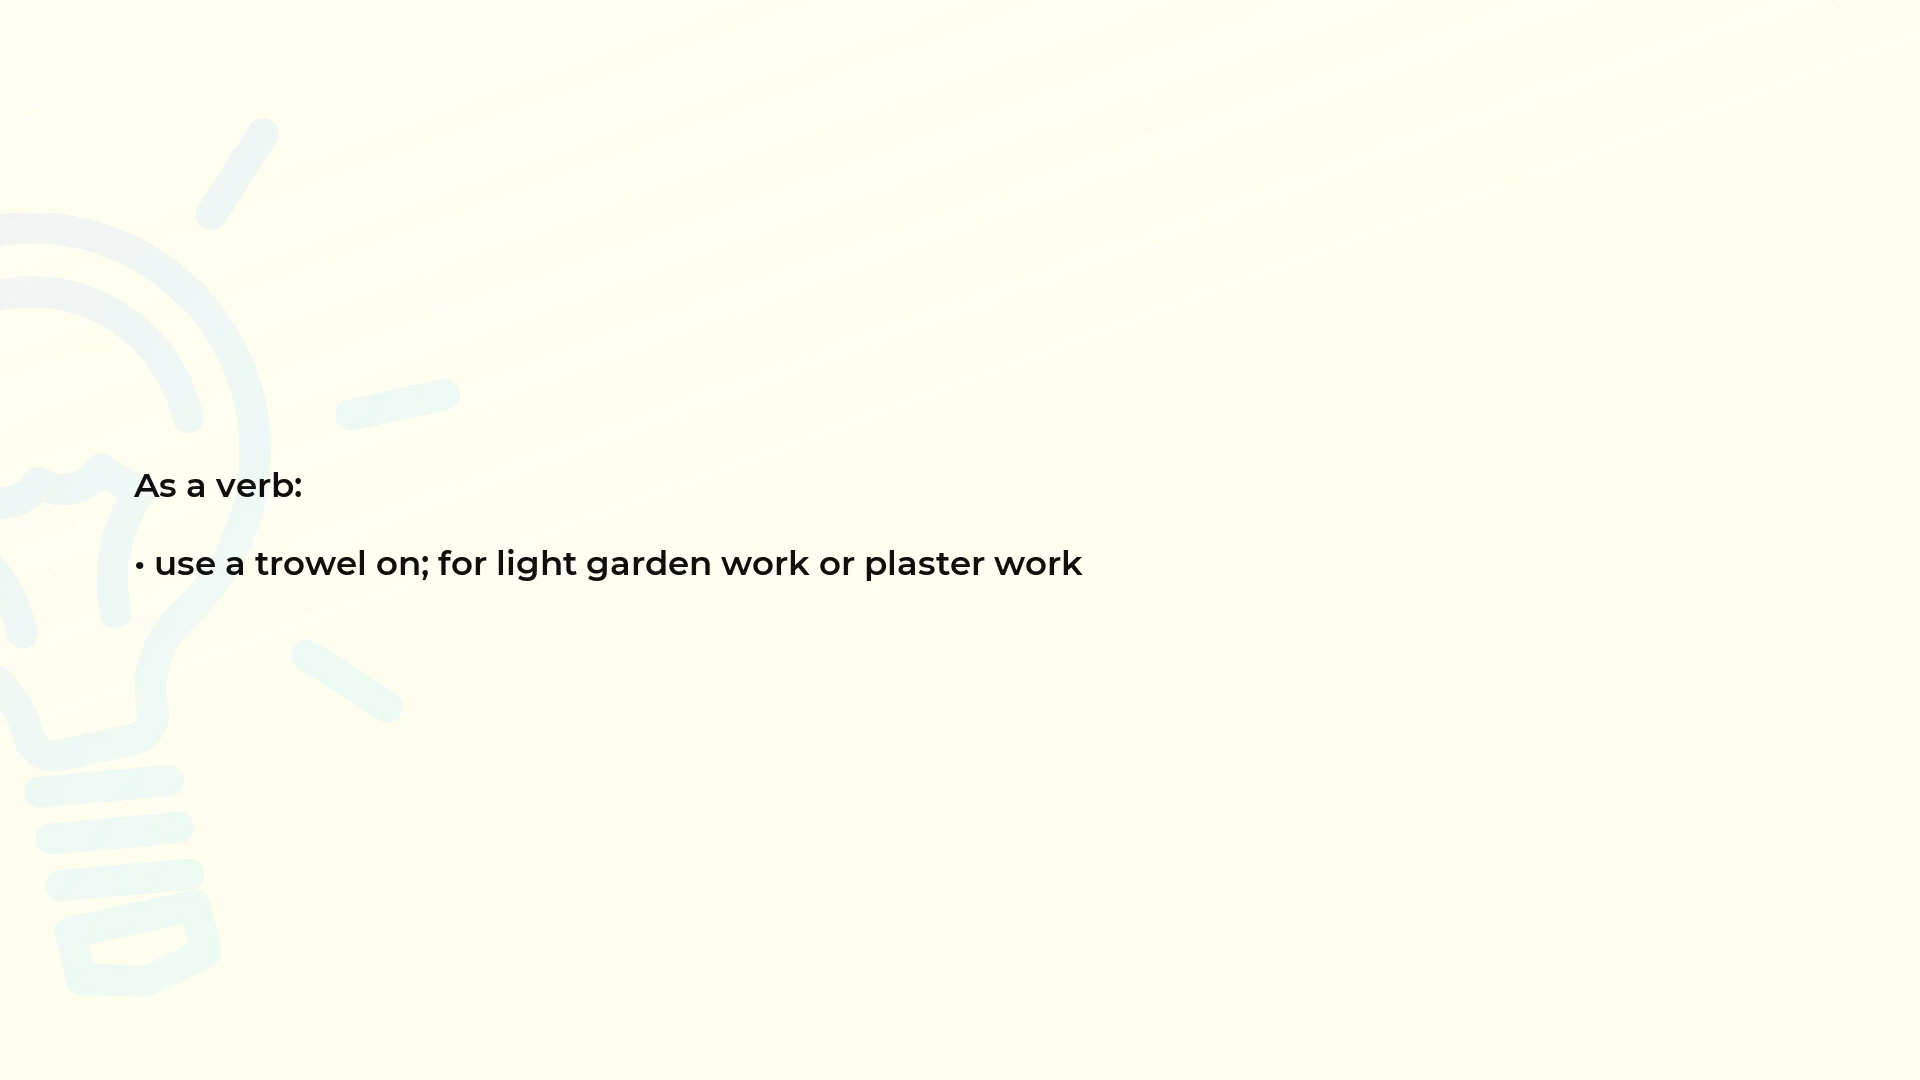 As a verb:
• use a trowel on; for light garden work or plaster work